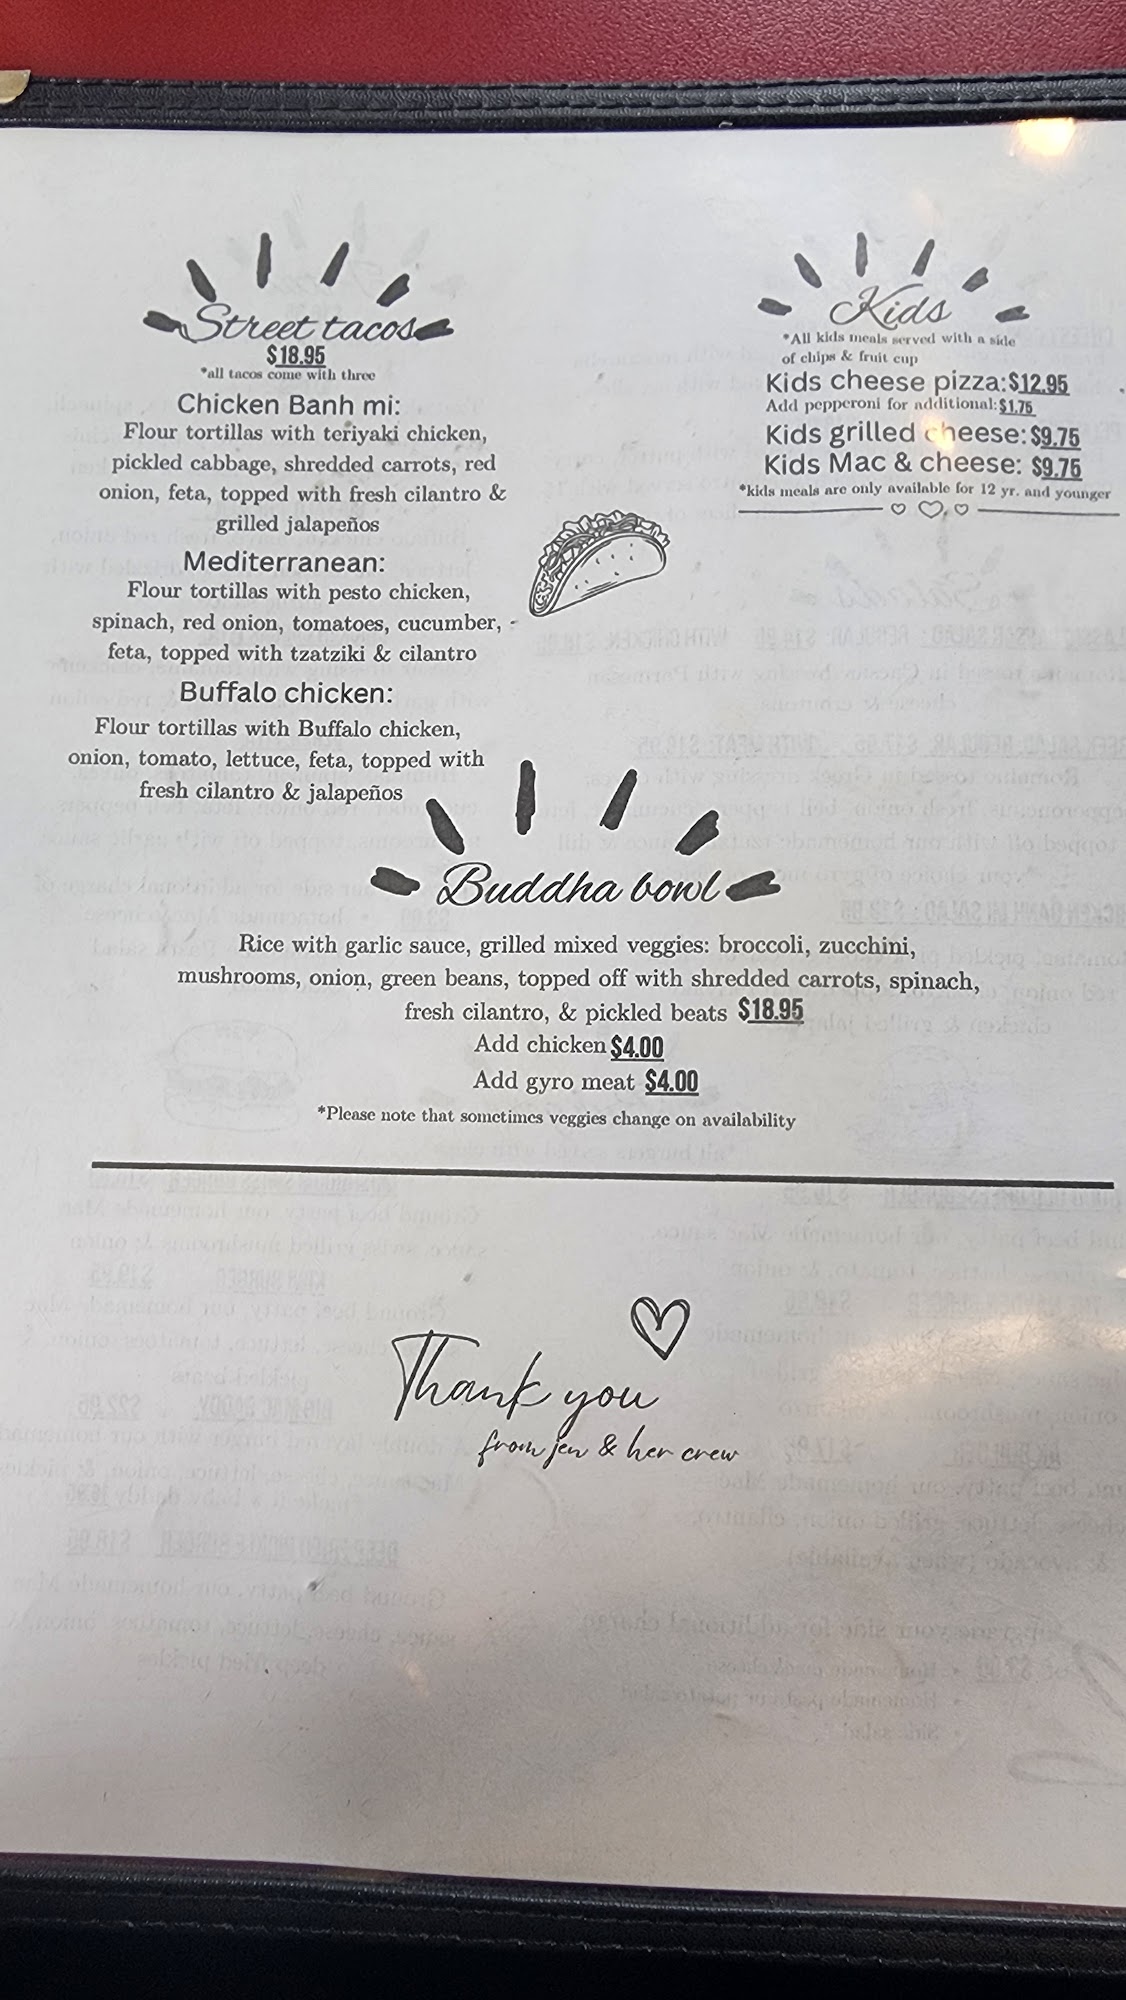 Street tacos
$18.95
*all tacos come with three
Chicken Banh mi:
Flour tortillas with teriyaki chicken,
pickled cabbage, shredded carrots, red
onion, feta, topped with fresh cilantro &
grilled jalapeños
Mediterranean:
Flour tortillas with pesto chicken,
spinach, red onion, tomatoes, cucumber,
feta, topped with tzatziki & cilantro
Buffalo chicken:
Flour tortillas with Buffalo chicken,
onion, tomato, lettuce, feta, topped with
fresh cilantro & jalapeños
Kids
*All kids meals served with a side
of chips & fruit cup
Kids cheese pizza:$12.95
Add pepperoni for additional:$1.75
Kids grilled cheese:$9.75
Kids Mac & cheese: $9.75
*kids meals are only available for 12 yr. and younger
Buddha bowl
Rice with garlic sauce, grilled mixed veggies: broccoli, zucchini,
mushrooms, onion, green beans, topped off with shredded carrots, spinach,
fresh cilantro, & pickled beats $18.95
Add chicken $4.00
Add gyro meat $4.00
*Please note that sometimes veggies change on availability
Thank you
from jen & her crew